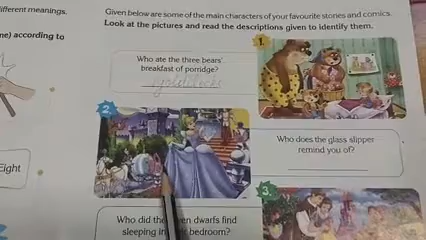 ifferent meanings.
me) according to
Eight
Given below are some of the main characters of your favourite stories and comics.
Look at the pictures and read the descriptions given to identify them.
1.
Who ate the three bears'
breakfast of porridge?
Goldilocks
2.
Who does the glass slipper
remind you of?
3.
Who did the en dwarfs find
sleeping in bedroom?